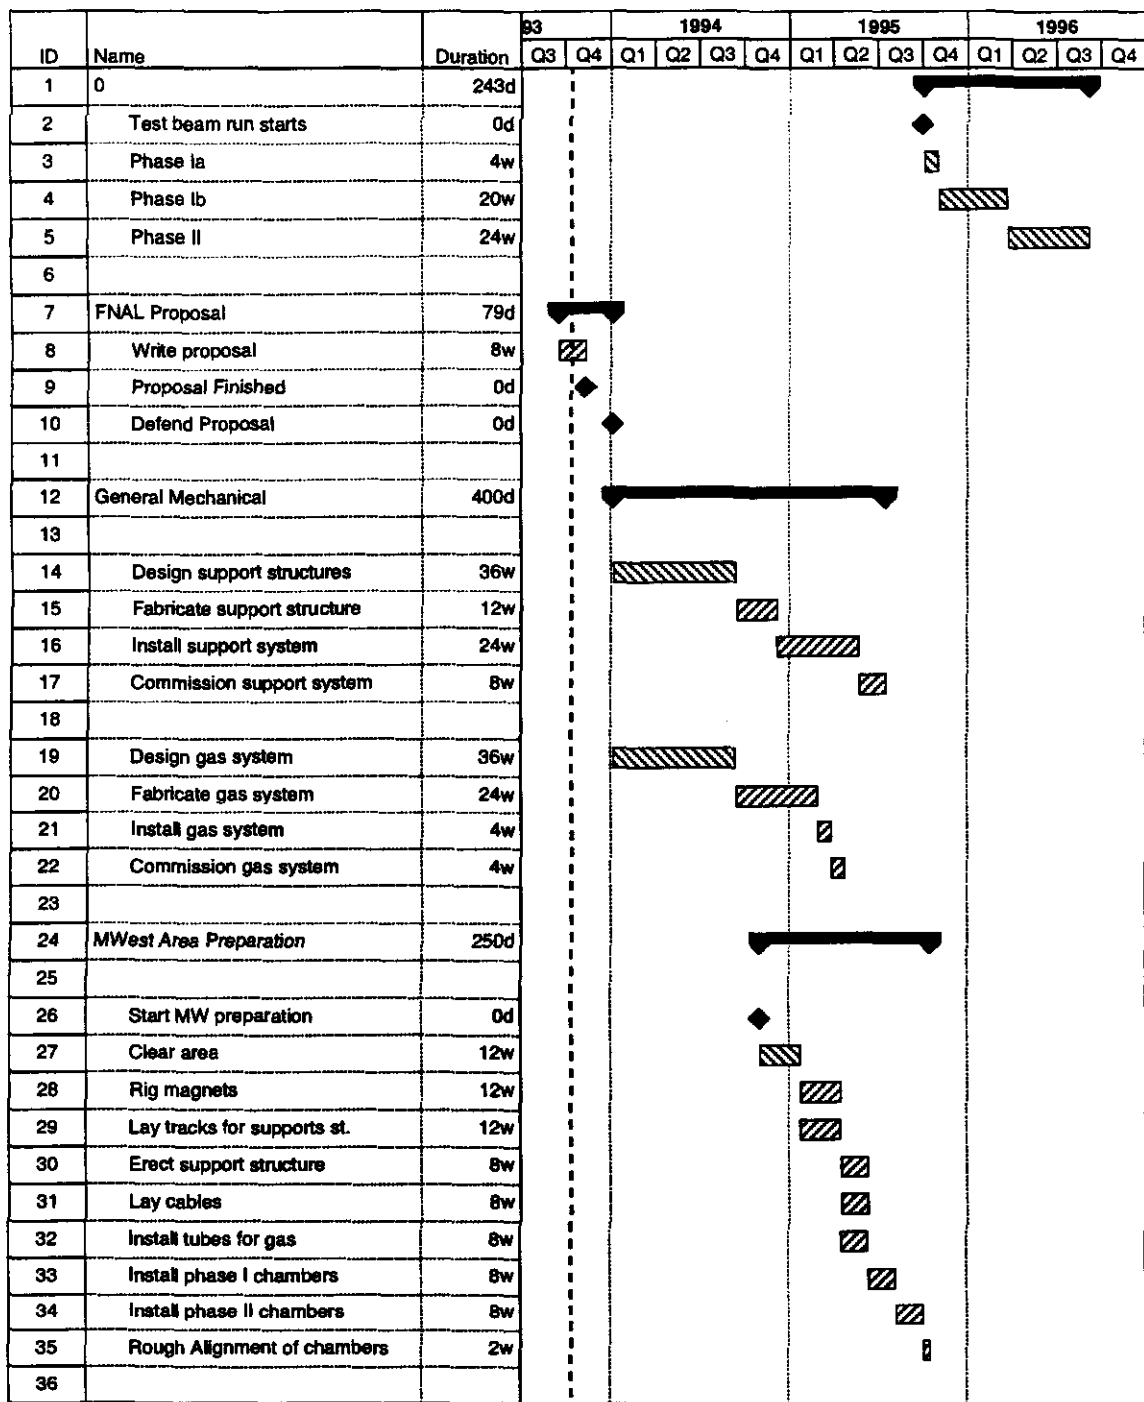 93 1994 1995 1996
ID Name Duration Q3 Q4 Q1 Q2 Q3 Q4 Q1 Q2 Q3 Q4 Q1 Q2 Q3 Q4
1 0 243d
2 Test beam run starts 0d
3 Phase Ia 4w
4 Phase Ib 20w
5 Phase II 24w
6
7 FNAL Proposal 79d
8 Write proposal 8w
9 Proposal Finished 0d
10 Defend Proposal 0d
11
12 General Mechanical 400d
13
14 Design support structures 36w
15 Fabricate support structure 12w
16 Install support system 24w
17 Commission support system 8w
18
19 Design gas system 36w
20 Fabricate gas system 24w
21 Install gas system 4w
22 Commission gas system 4w
23
24 MWest Area Preparation 250d
25
26 Start MW preparation 0d
27 Clear area 12w
28 Rig magnets 12w
29 Lay tracks for supports st. 12w
30 Erect support structure 8w
31 Lay cables 8w
32 Install tubes for gas 8w
33 Install phase I chambers 8w
34 Install phase II chambers 8w
35 Rough Alignment of chambers 2w
36